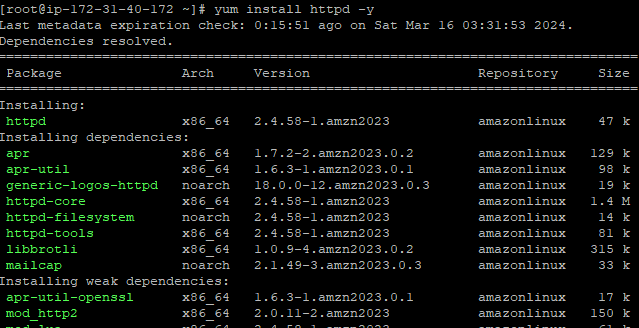 [root@ip-172-31-40-172 ~]# yum install httpd -y
Last metadata expiration check: 0:15:51 ago on Sat Mar 16 03:31:53 2024.
Dependencies resolved.
================================================================================
 Package Arch Version Repository Size
================================================================================
Installing:
 httpd x86_64 2.4.58-1.amzn2023 amazonlinux 47 k
Installing dependencies:
 apr x86_64 1.7.2-2.amzn2023.0.2 amazonlinux 129 k
 apr-util x86_64 1.6.3-1.amzn2023.0.1 amazonlinux 98 k
 generic-logos-httpd noarch 18.0.0-12.amzn2023.0.3 amazonlinux 19 k
 httpd-core x86_64 2.4.58-1.amzn2023 amazonlinux 1.4 M
 httpd-filesystem noarch 2.4.58-1.amzn2023 amazonlinux 14 k
 httpd-tools x86_64 2.4.58-1.amzn2023 amazonlinux 81 k
 libbrotli x86_64 1.0.9-4.amzn2023.0.2 amazonlinux 315 k
 mailcap noarch 2.1.49-3.amzn2023.0.3 amazonlinux 33 k
Installing weak dependencies:
 apr-util-openssl x86_64 1.6.3-1.amzn2023.0.1 amazonlinux 17 k
 mod_http2 x86_64 2.0.11-2.amzn2023 amazonlinux 150 k